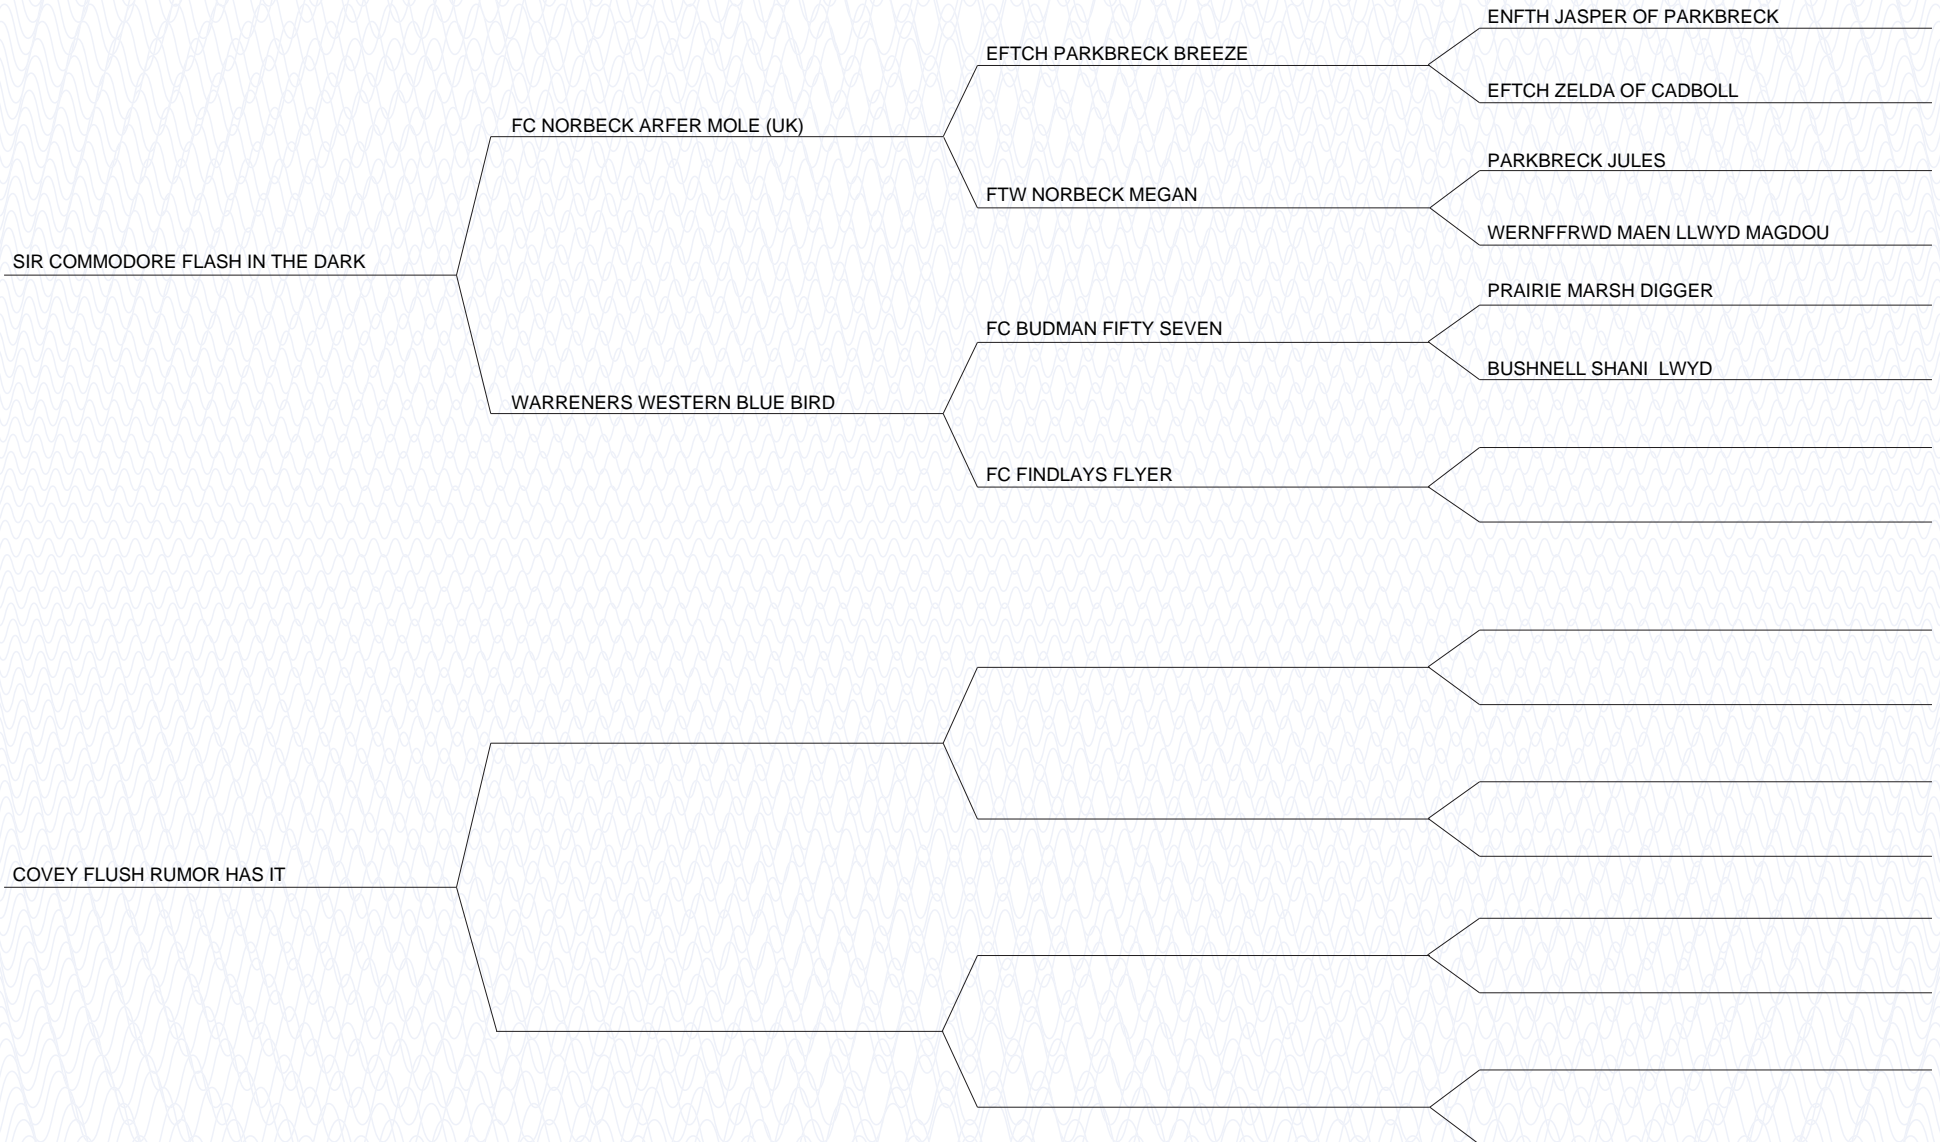 ENFTH JASPER OF PARKBRECK
EFTCH PARKBRECK BREEZE
EFTCH ZELDA OF CADBOLL
FC NORBECK ARFER MOLE (UK)
PARKBRECK JULES
FTW NORBECK MEGAN
WERNFFRWD MAEN LLWYD MAGDOU
SIR COMMODORE FLASH IN THE DARK
PRAIRIE MARSH DIGGER
FC BUDMAN FIFTY SEVEN
BUSHNELL SHANI  LWYD
WARRENERS WESTERN BLUE BIRD
FC FINDLAYS FLYER
COVEY FLUSH RUMOR HAS IT